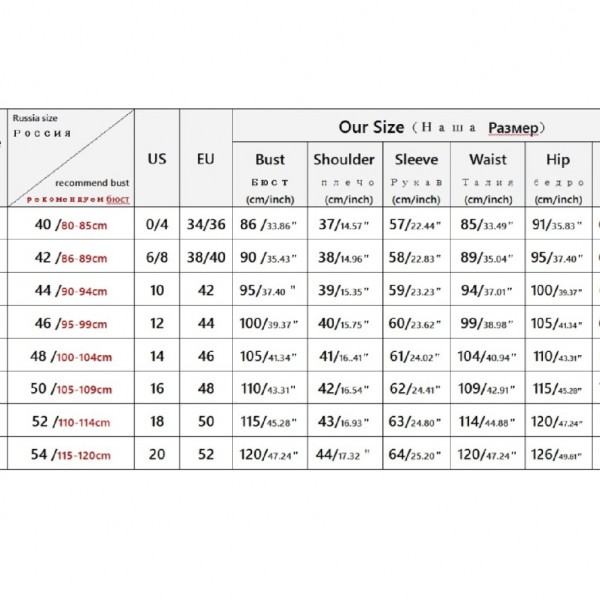 Russia size
Россия
recommend bust
рекомендуем бюст
US
EU
Our Size (Наша Размер)
Bust Shoulder Sleeve Waist Hip
Бюст плечо Рукав Талия бедро
(cm/inch) (cm/inch) (cm/inch) (cm/inch) (cm/inch)
40 /80-85cm 0/4 34/36 86 /33.86" 37/14.57" 57/22.44" 85/33.49" 91/35.83"
42 /86-89cm 6/8 38/40 90 /35.43" 38/14.96" 58/22.83" 89/35.04" 95/37.40"
44 /90-94cm 10 42 95/37.40 " 39/15.35" 59/23.23" 94/37.01" 100/39.37"
46 /95-99cm 12 44 100/39.37" 40/15.75" 60/23.62" 99/38.98" 105/41.34"
48 /100-104cm 14 46 105/41.34" 41/16.41" 61/24.02" 104/40.94" 110/43.31"
50 /105-109cm 16 48 110/43.31" 42/16.54" 62/24.41" 109/42.91" 115/45.28"
52 /110-114cm 18 50 115/45.28" 43/16.93" 63/24.80" 114/44.88" 120/47.24"
54 /115-120cm 20 52 120/47.24" 44/17.32 " 64/25.20" 120/47.24" 126/49.61"